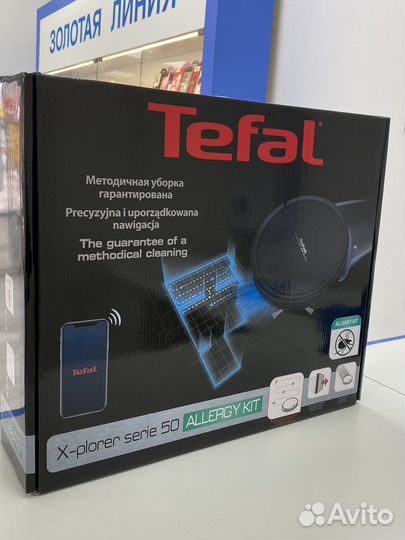 ЗОЛОТАЯ ЛИНИЯ
Tefal
Методичная уборка
гарантирована
Precyzyjna i uporządkowana
nawigacja
The guarantee of a
methodical cleaning
Tefal
Tefal
ALLERGY KIT
X-plorer serie 50 ALLERGY KIT
Avito